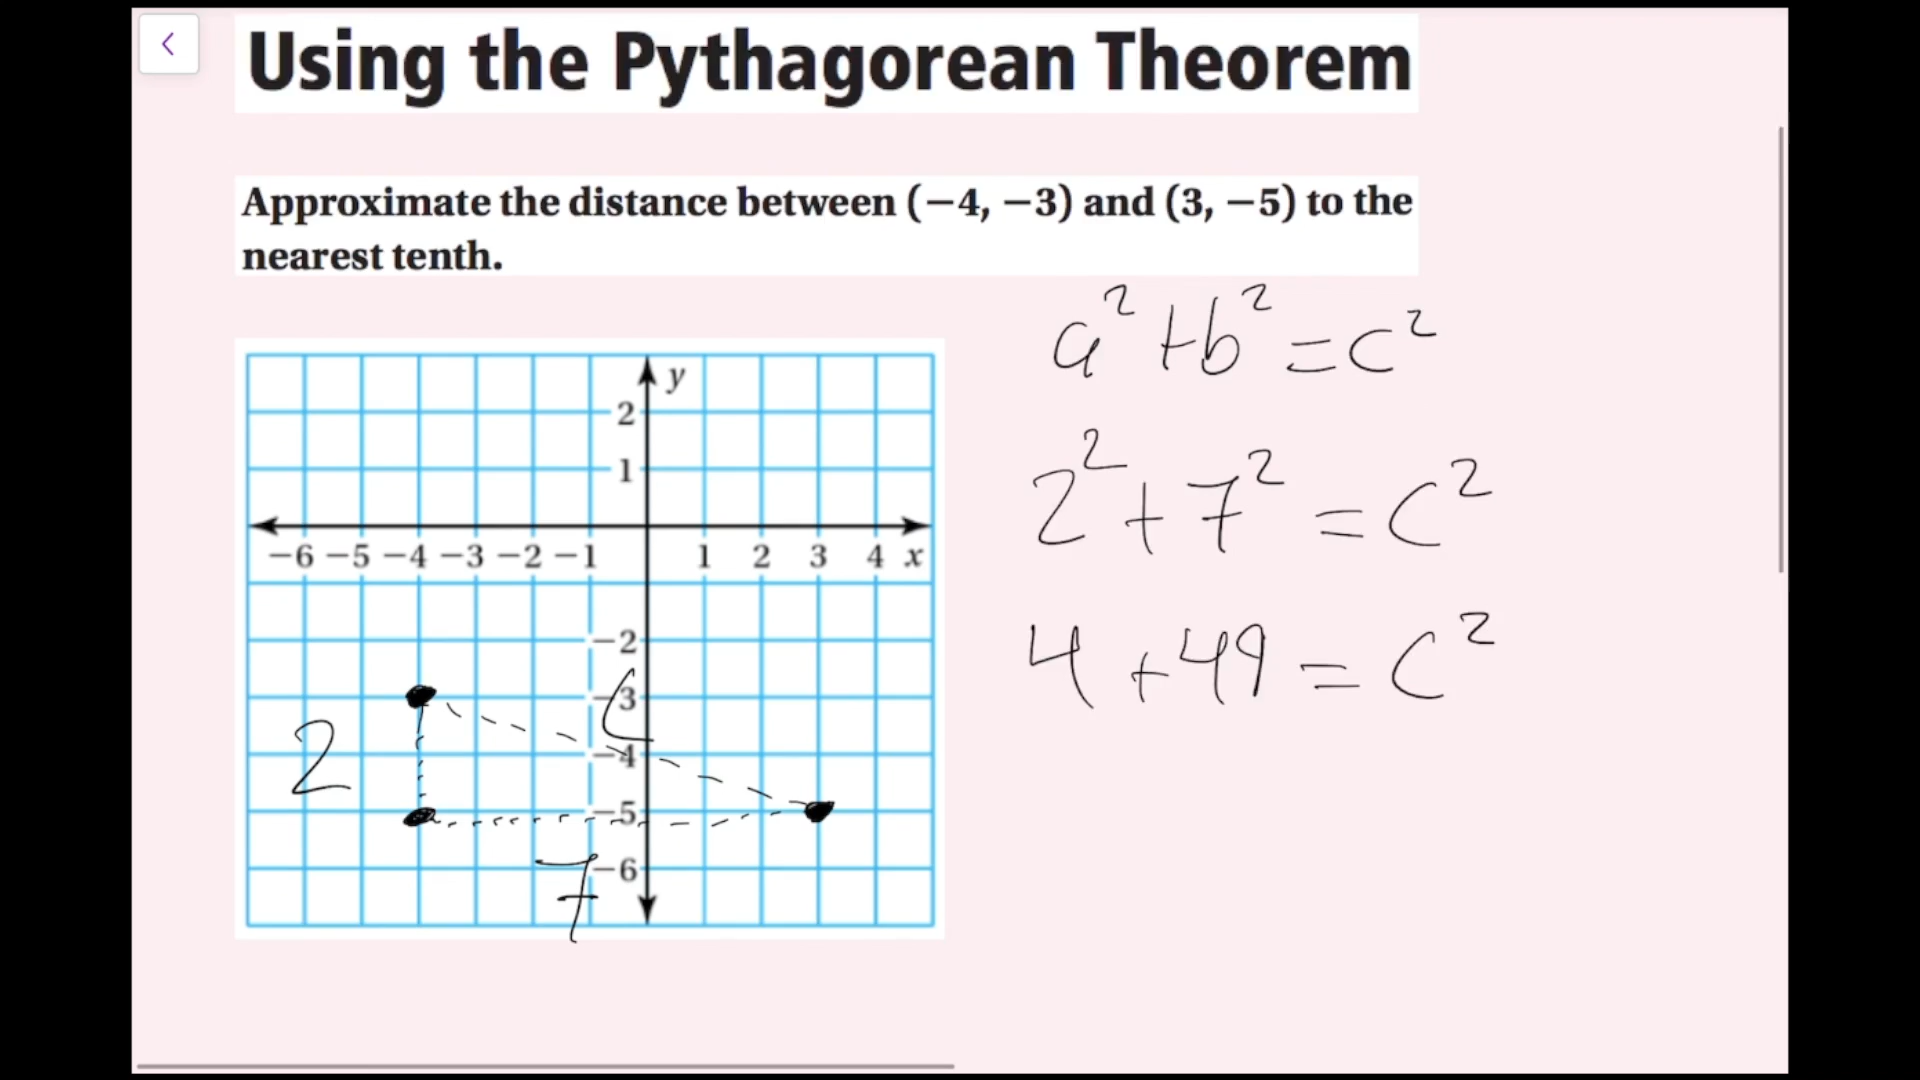 Using the Pythagorean Theorem
Approximate the distance between (−4, −3) and (3, −5) to the
nearest tenth.
a² + b² = c²
2² + 7² = c²
4 + 49 = c²
y
2
1
−6 −5 −4 −3 −2 −1 1 2 3 4 x
−2
−3
c
−4
2
−5
−6
7